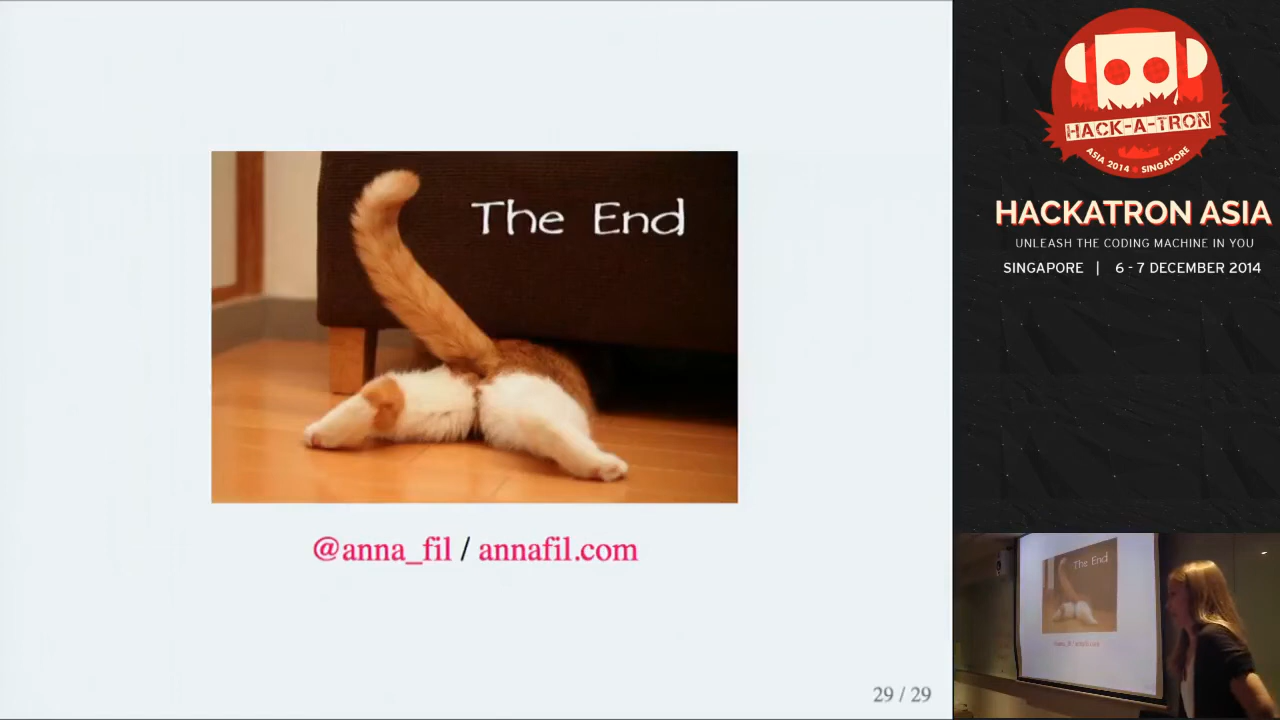 The End
@anna_fil / annafil.com
29 / 29
HACK-A-TRON
ASIA 2014 SINGAPORE
HACKATRON ASIA
UNLEASH THE CODING MACHINE IN YOU
SINGAPORE | 6 - 7 DECEMBER 2014
The End